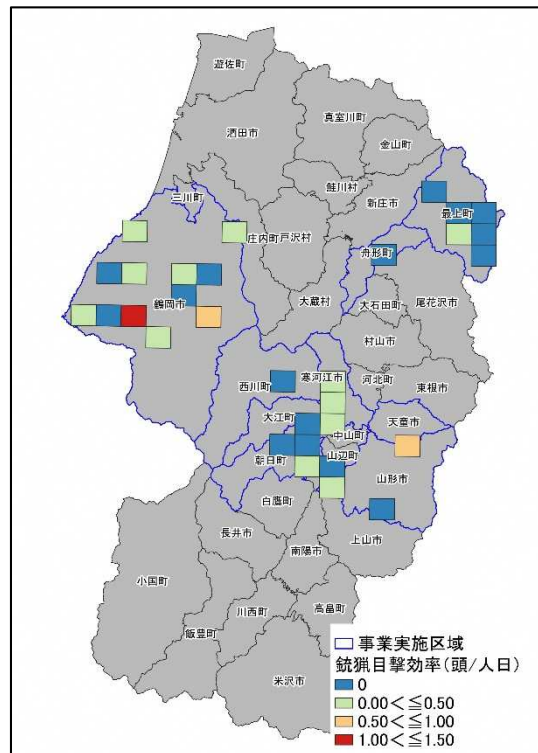 遊佐町
真室川町
金山町
酒田市
鮭川村
新庄市
最上町
三川町
庄内町
戸沢村
舟形町
鶴岡市
大蔵村
大石田町
尾花沢市
村山市
西川町
寒河江市
河北町
東根市
大江町
天童市
中山町
朝日町
山辺町
山形市
白鷹町
長井市
南陽市
上山市
小国町
川西町
高畠町
飯豊町
米沢市
事業実施区域
銃猟目撃効率(頭/人日)
0
0.00<≦0.50
0.50<≦1.00
1.00<≦1.50